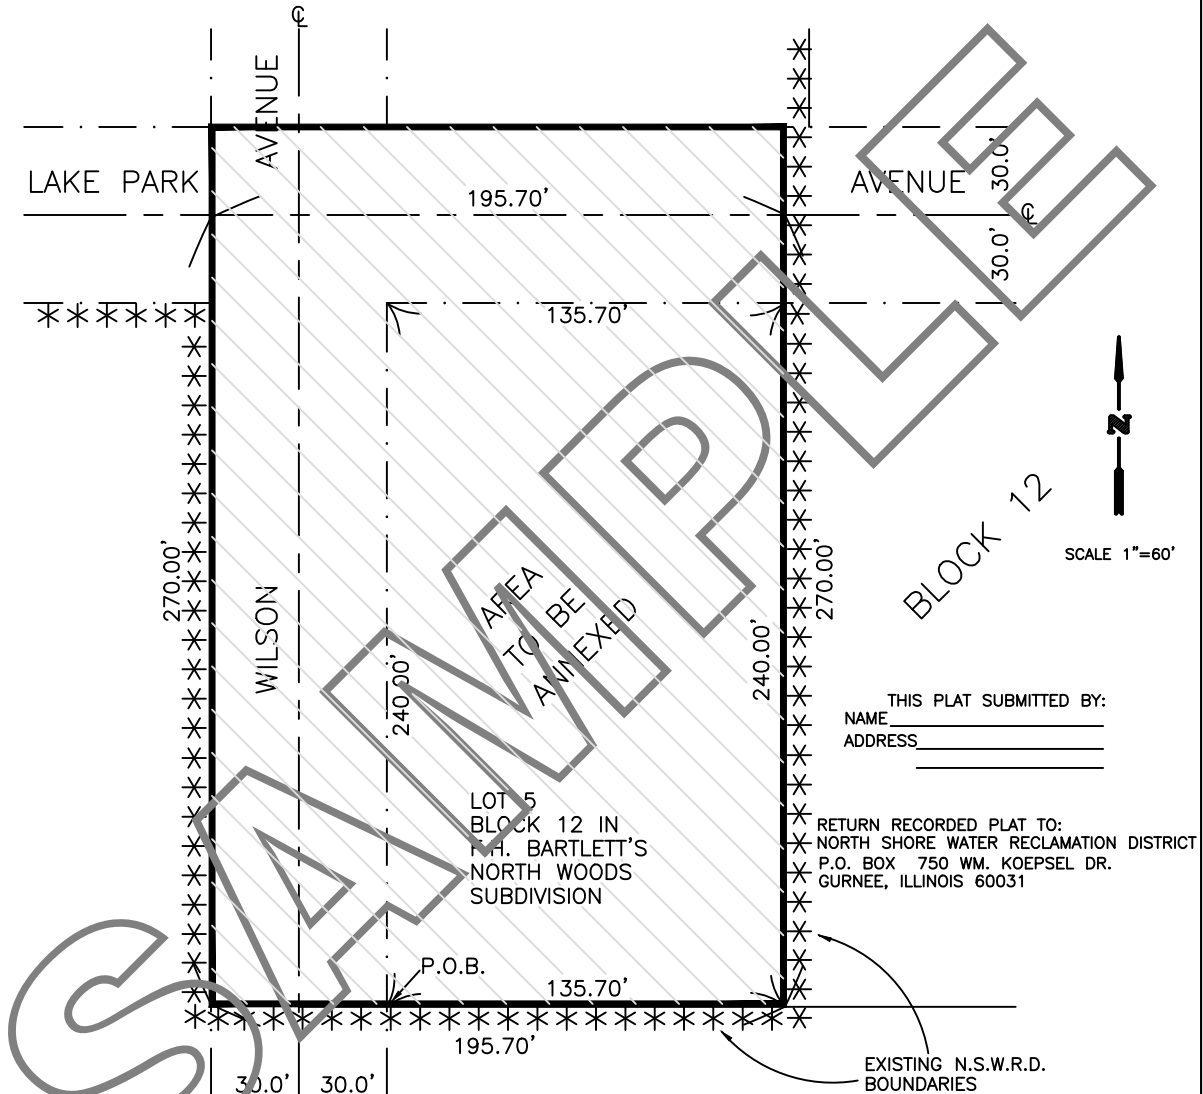 ℄
AVENUE
LAKE PARK
AVENUE
30.0'
195.70'
℄
30.0'
135.70'
N
SCALE 1"=60'
BLOCK 12
270.00'
270.00'
AREA
TO BE
ANNEXED
WILSON
240.00'
240.00'
THIS PLAT SUBMITTED BY:
NAME
ADDRESS
LOT 5
BLOCK 12 IN
F.H. BARTLETT'S
NORTH WOODS
SUBDIVISION
RETURN RECORDED PLAT TO:
NORTH SHORE WATER RECLAMATION DISTRICT
P.O. BOX 750 WM. KOEPSEL DR.
GURNEE, ILLINOIS 60031
P.O.B.
135.70'
195.70'
EXISTING N.S.W.R.D.
BOUNDARIES
30.0' 30.0'
SAMPLE